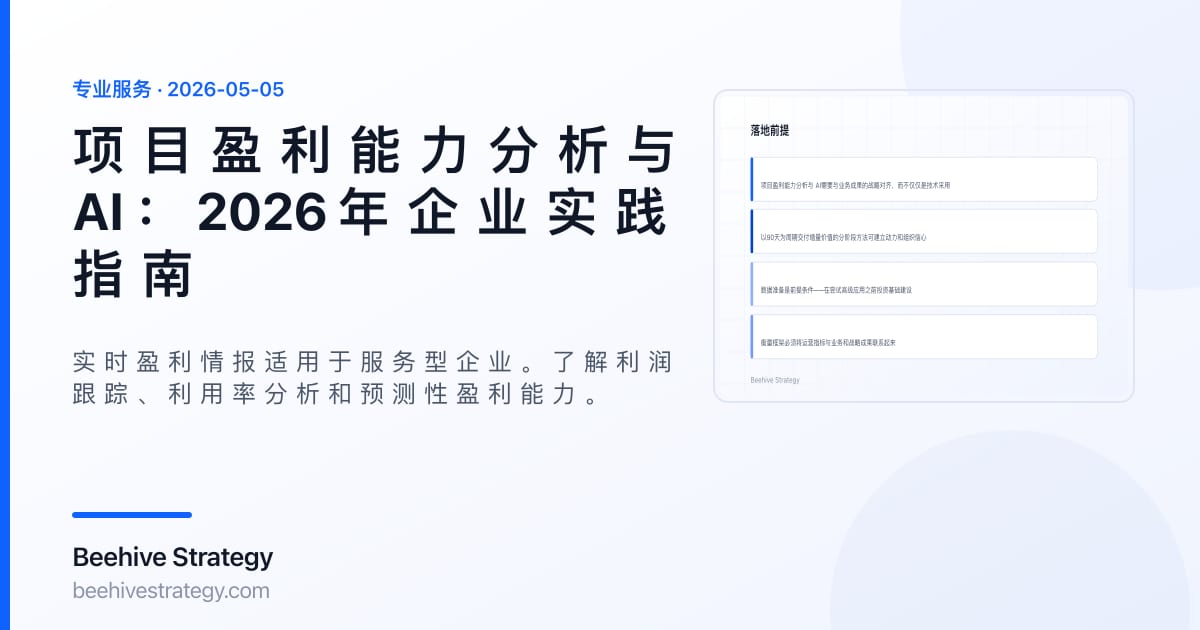 专业服务 · 2026-05-05
项目盈利能力分析与
AI： 2026年企业实践
指南
实时盈利情报适用于服务型企业。了解利润
跟踪、利用率分析和预测性盈利能力。
Beehive Strategy
beehivestrategy.com
落地前提
项目盈利能力分析与 AI需要与业务成果的战略对齐，而不仅仅是技术采用
以90天为周期交付增量价值的分阶段方法可建立动力和组织信心
数据准备是前提条件——在尝试高级应用之前投资基础建设
衡量框架必须将运营指标与业务和战略成果联系起来
Beehive Strategy